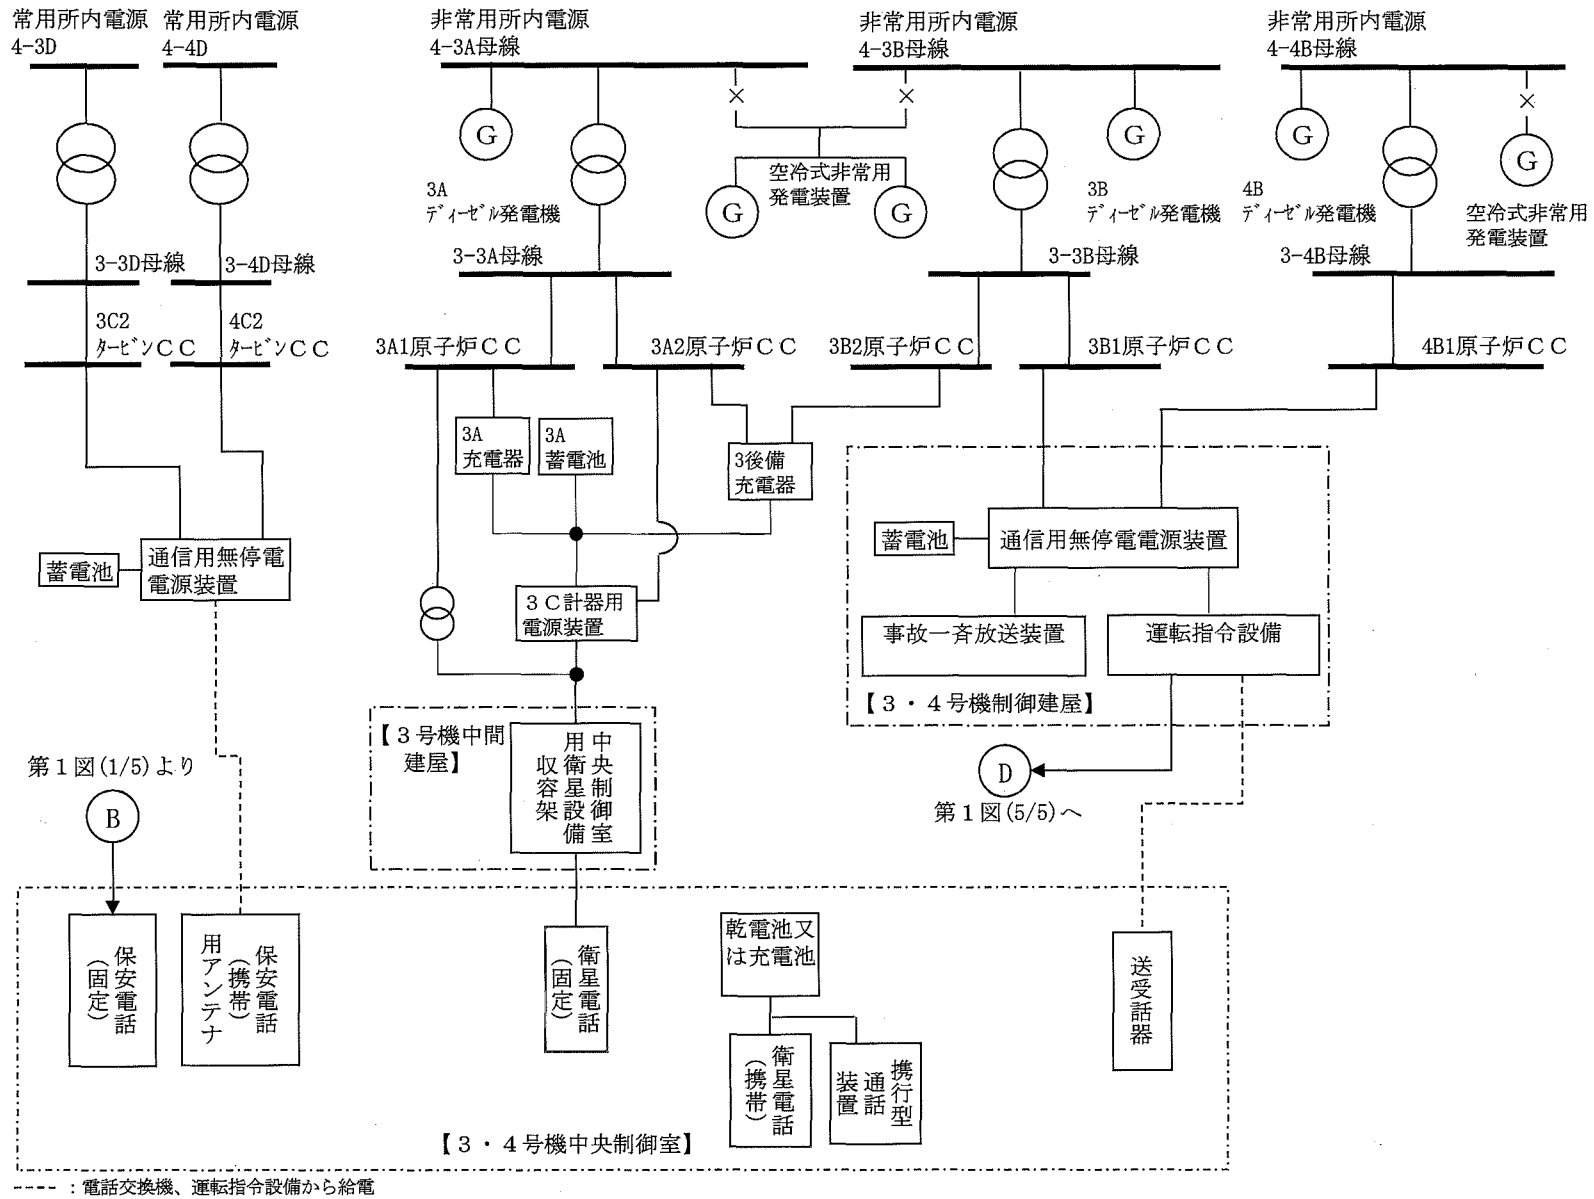 常用所内電源
4-3D
常用所内電源
4-4D
非常用所内電源
4-3A母線
非常用所内電源
4-3B母線
非常用所内電源
4-4B母線
G
G
G
G
G
G
3A
ディーゼル発電機
空冷式非常用
発電装置
3B
ディーゼル発電機
4B
ディーゼル発電機
空冷式非常用
発電装置
3-3D母線
3-4D母線
3-3A母線
3-3B母線
3-4B母線
3C2
タービンCC
4C2
タービンCC
3A1原子炉CC
3A2原子炉CC
3B2原子炉CC
3B1原子炉CC
4B1原子炉CC
3A
充電器
3A
蓄電池
3後備
充電器
蓄電池
通信用無停電
電源装置
3C計器用
電源装置
蓄電池
通信用無停電電源装置
事故一斉放送装置
運転指令設備
【3・4号機制御建屋】
【3号機中間
建屋】
中央制御室
用衛星設備
収容架
第1図(1/5)より
B
D
第1図(5/5)へ
保安電話
(固定)
保安電話
(携帯)
用アンテナ
衛星電話
(固定)
乾電池又
は充電池
衛星電話
(携帯)
携行型
通話
装置
送受話器
【3・4号機中央制御室】
---- :電話交換機、運転指令設備から給電